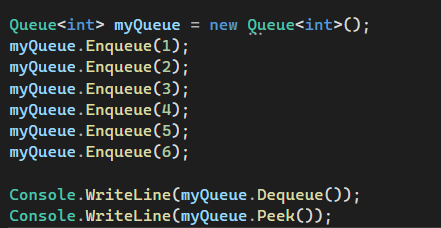 Queue<int> myQueue = new Queue<int>();
myQueue.Enqueue(1);
myQueue.Enqueue(2);
myQueue.Enqueue(3);
myQueue.Enqueue(4);
myQueue.Enqueue(5);
myQueue.Enqueue(6);
Console.WriteLine(myQueue.Dequeue());
Console.WriteLine(myQueue.Peek());